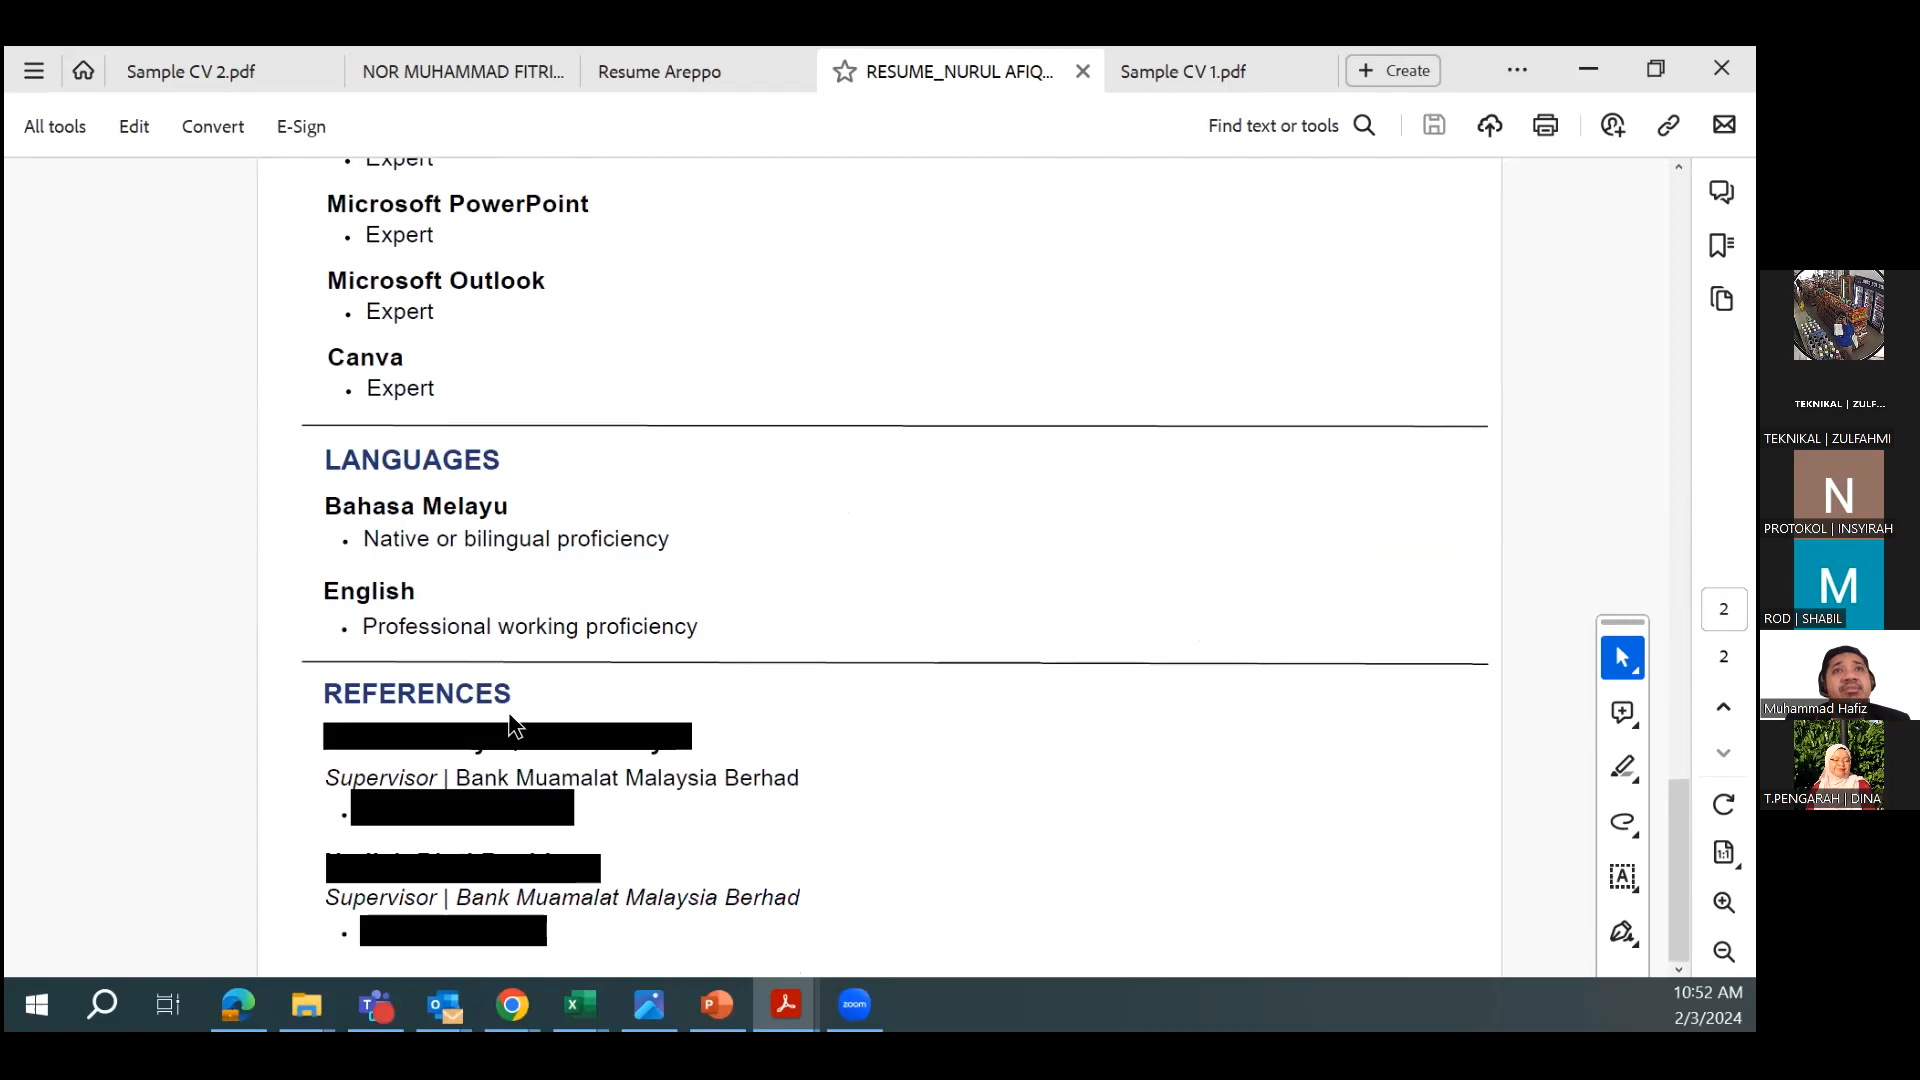 Sample CV 2.pdf
NOR MUHAMMAD FITRI...
Resume Areppo
RESUME_NURUL AFIQ...
Sample CV 1.pdf
Create
All tools
Edit
Convert
E-Sign
Find text or tools
Expert
Microsoft PowerPoint
• Expert
Microsoft Outlook
• Expert
Canva
• Expert
LANGUAGES
Bahasa Melayu
• Native or bilingual proficiency
English
• Professional working proficiency
REFERENCES
Supervisor | Bank Muamalat Malaysia Berhad
Supervisor | Bank Muamalat Malaysia Berhad
2
2
TEKNIKAL | ZULF...
TEKNIKAL | ZULFAHMI
N
PROTOKOL | INSYIRAH
M
ROD | SHABIL
Muhammad Hafiz
T.PENGARAH | DINA
zoom
10:52 AM
2/3/2024